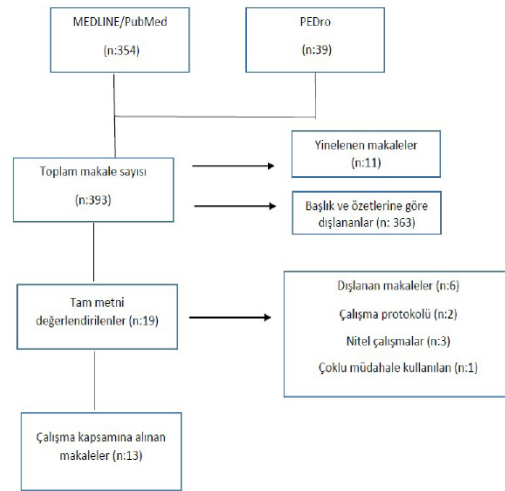 MEDLINE/PubMed
(n:354)
PEDro
(n:39)
Yinelenen makaleler
(n:11)
Toplam makale sayısı
(n:393)
Başlık ve özetlerine göre
dışlananlar (n: 363)
Tam metni
değerlendirilenler (n:19)
Dışlanan makaleler (n:6)
Çalışma protokolü (n:2)
Nitel çalışmalar (n:3)
Çoklu müdahale kullanılan (n:1)
Çalışma kapsamına alınan
makaleler (n:13)